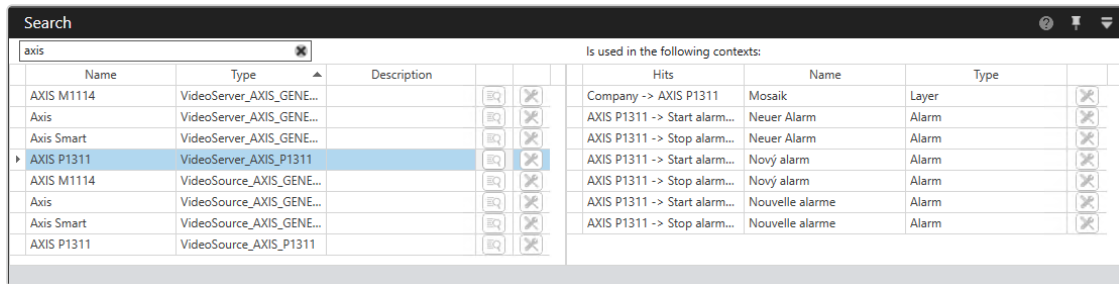 Search
axis
Is used in the following contexts:
Name Type Description
Hits Name Type
AXIS M1114 VideoServer_AXIS_GENE...
Company -> AXIS P1311 Mosaik Layer
Axis VideoServer_AXIS_GENE...
AXIS P1311 -> Start alarm... Neuer Alarm Alarm
Axis Smart VideoServer_AXIS_GENE...
AXIS P1311 -> Stop alarm... Neuer Alarm Alarm
AXIS P1311 VideoServer_AXIS_P1311
AXIS P1311 -> Start alarm... Nový alarm Alarm
AXIS M1114 VideoSource_AXIS_GENE...
AXIS P1311 -> Stop alarm... Nový alarm Alarm
Axis VideoSource_AXIS_GENE...
AXIS P1311 -> Start alarm... Nouvelle alarme Alarm
Axis Smart VideoSource_AXIS_GENE...
AXIS P1311 -> Stop alarm... Nouvelle alarme Alarm
AXIS P1311 VideoSource_AXIS_P1311